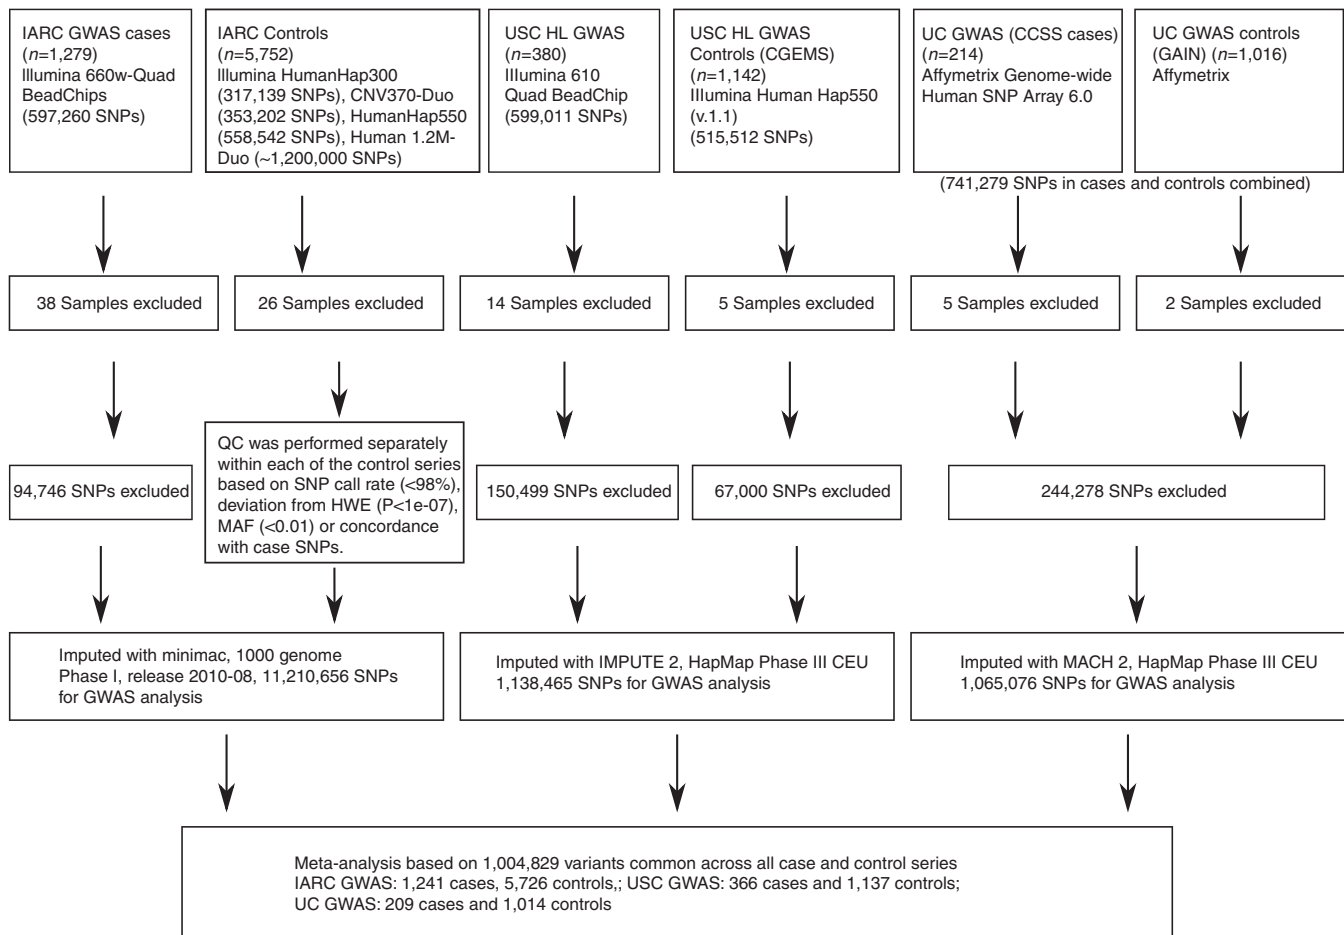 IARC GWAS cases
(n=1,279)
Illumina 660w-Quad
BeadChips
(597,260 SNPs)
IARC Controls
(n=5,752)
Illumina HumanHap300
(317,139 SNPs), CNV370-Duo
(353,202 SNPs), HumanHap550
(558,542 SNPs), Human 1.2M-
Duo (~1,200,000 SNPs)
USC HL GWAS
(n=380)
Illumina 610
Quad BeadChip
(599,011 SNPs)
USC HL GWAS
Controls (CGEMS)
(n=1,142)
Illumina Human Hap550
(v.1.1)
(515,512 SNPs)
UC GWAS (CCSS cases)
(n=214)
Affymetrix Genome-wide
Human SNP Array 6.0
UC GWAS controls
(GAIN) (n=1,016)
Affymetrix
(741,279 SNPs in cases and controls combined)
38 Samples excluded
26 Samples excluded
14 Samples excluded
5 Samples excluded
5 Samples excluded
2 Samples excluded
94,746 SNPs excluded
QC was performed separately
within each of the control series
based on SNP call rate (<98%),
deviation from HWE (P<1e-07),
MAF (<0.01) or concordance
with case SNPs.
150,499 SNPs excluded
67,000 SNPs excluded
244,278 SNPs excluded
Imputed with minimac, 1000 genome
Phase I, release 2010-08, 11,210,656 SNPs
for GWAS analysis
Imputed with IMPUTE 2, HapMap Phase III CEU
1,138,465 SNPs for GWAS analysis
Imputed with MACH 2, HapMap Phase III CEU
1,065,076 SNPs for GWAS analysis
Meta-analysis based on 1,004,829 variants common across all case and control series
IARC GWAS: 1,241 cases, 5,726 controls,; USC GWAS: 366 cases and 1,137 controls;
UC GWAS: 209 cases and 1,014 controls